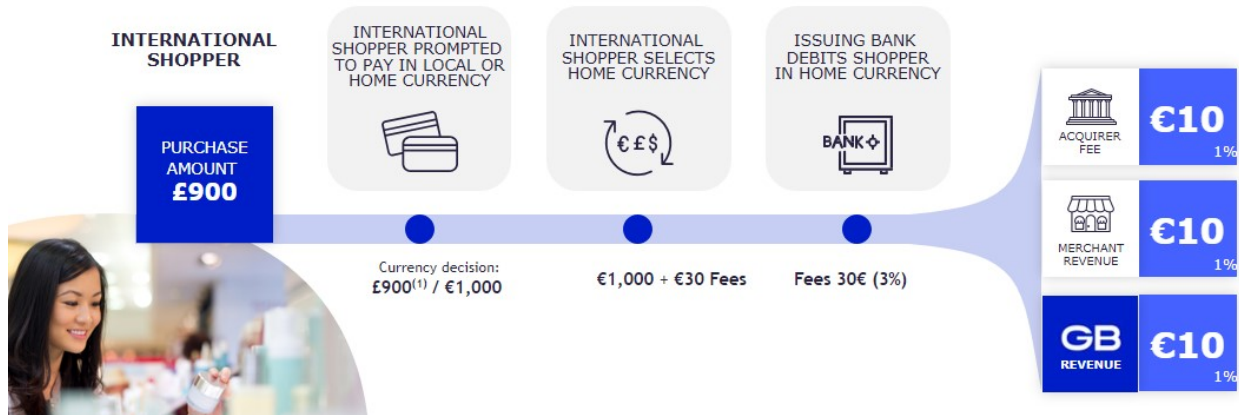 INTERNATIONAL
SHOPPER
PURCHASE
AMOUNT
£900
INTERNATIONAL
SHOPPER PROMPTED
TO PAY IN LOCAL OR
HOME CURRENCY
Currency decision:
£900(1) / €1,000
INTERNATIONAL
SHOPPER SELECTS
HOME CURRENCY
€ £ $
€1,000 + €30 Fees
ISSUING BANK
DEBITS SHOPPER
IN HOME CURRENCY
BANK
Fees 30€ (3%)
ACQUIRER
FEE
€10
1%
MERCHANT
REVENUE
€10
1%
GB
REVENUE
€10
1%